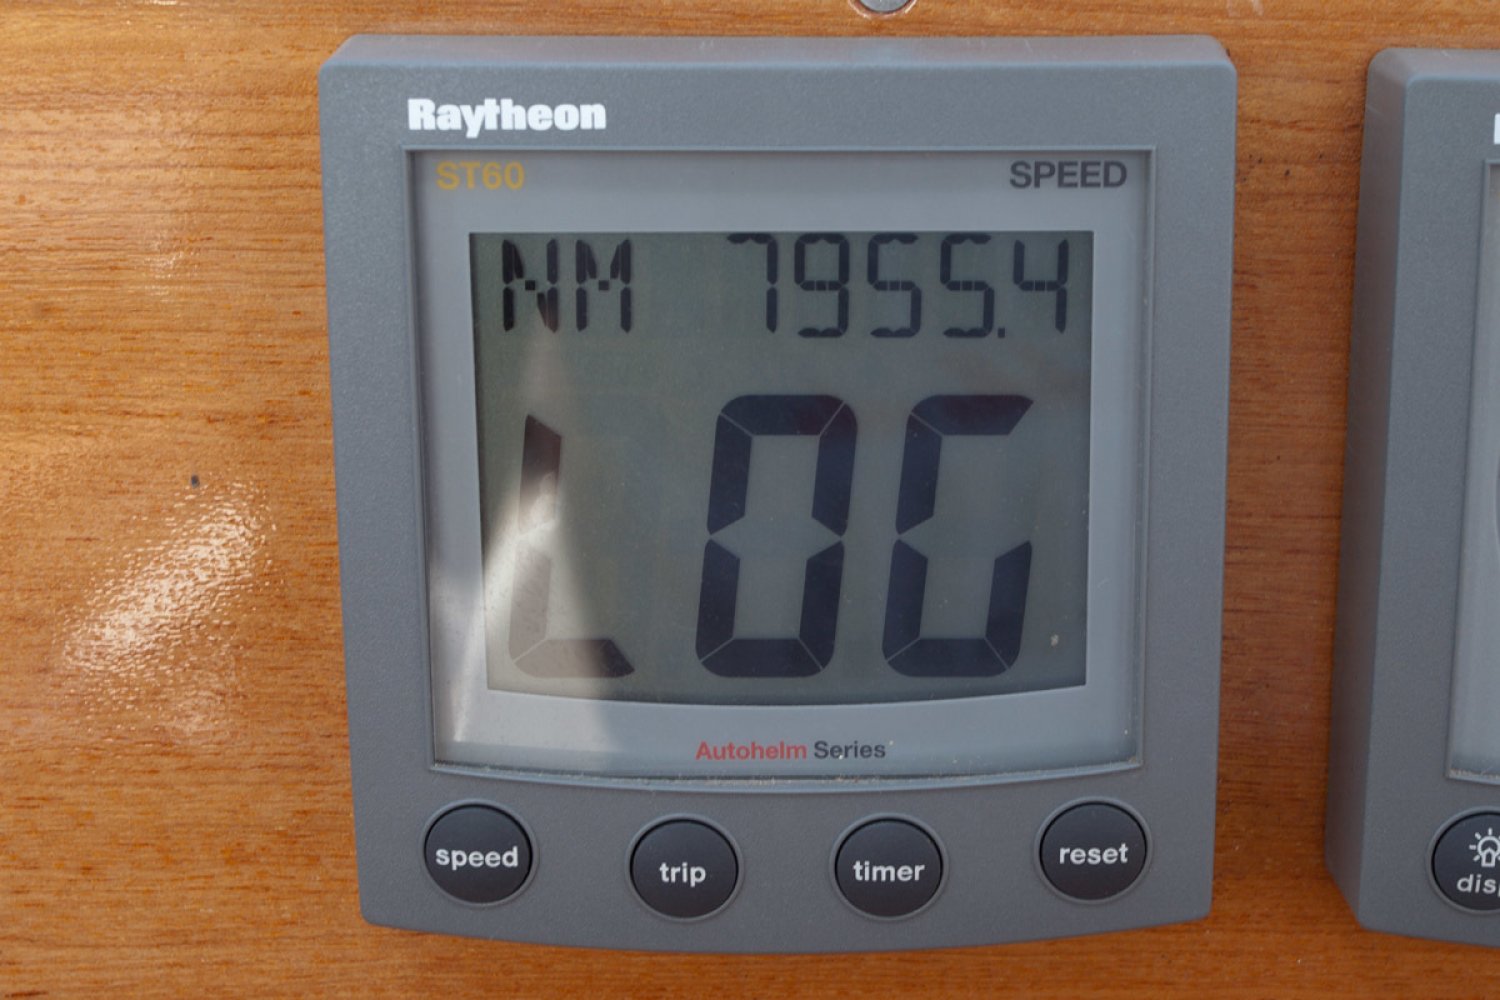 Raytheon
ST60 SPEED
NM 7955.4
LOG
Autohelm Series
speed trip timer reset